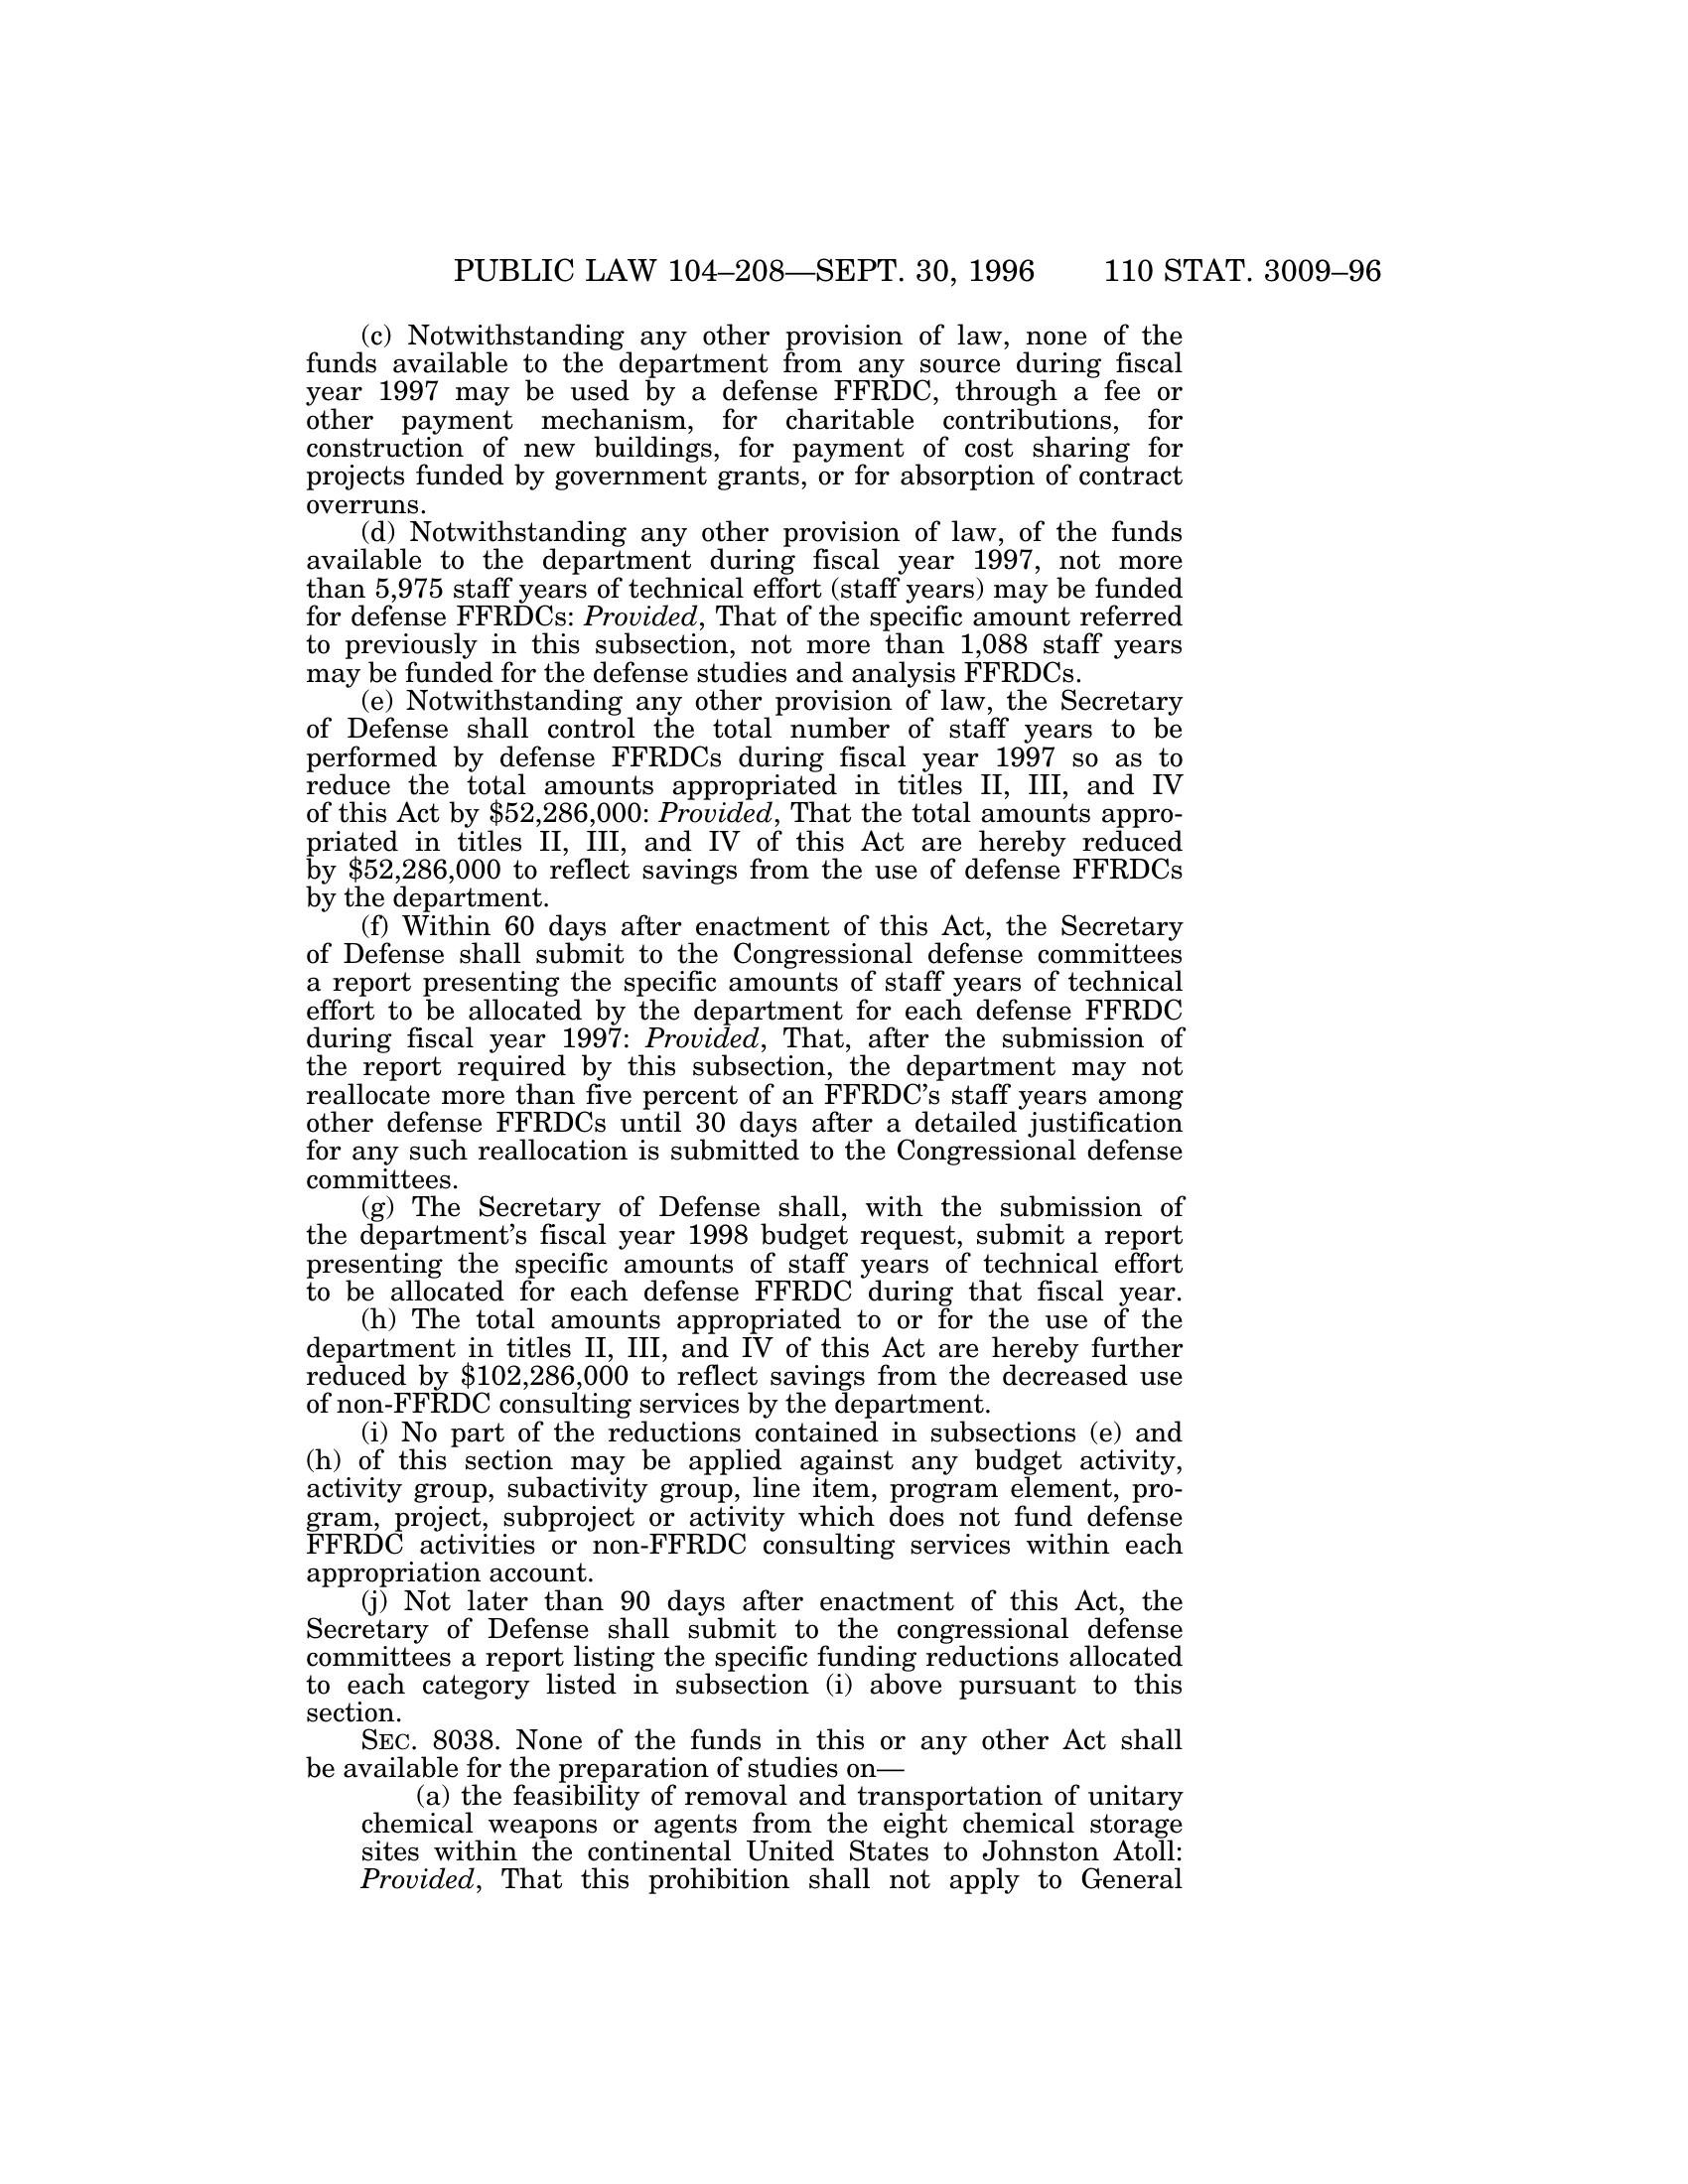 PUBLIC LAW 104–208—SEPT. 30, 1996 110 STAT. 3009–96
(c) Notwithstanding any other provision of law, none of the
funds available to the department from any source during fiscal
year 1997 may be used by a defense FFRDC, through a fee or
other payment mechanism, for charitable contributions, for
construction of new buildings, for payment of cost sharing for
projects funded by government grants, or for absorption of contract
overruns.
(d) Notwithstanding any other provision of law, of the funds
available to the department during fiscal year 1997, not more
than 5,975 staff years of technical effort (staff years) may be funded
for defense FFRDCs: Provided, That of the specific amount referred
to previously in this subsection, not more than 1,088 staff years
may be funded for the defense studies and analysis FFRDCs.
(e) Notwithstanding any other provision of law, the Secretary
of Defense shall control the total number of staff years to be
performed by defense FFRDCs during fiscal year 1997 so as to
reduce the total amounts appropriated in titles II, III, and IV
of this Act by $52,286,000: Provided, That the total amounts appro-
priated in titles II, III, and IV of this Act are hereby reduced
by $52,286,000 to reflect savings from the use of defense FFRDCs
by the department.
(f) Within 60 days after enactment of this Act, the Secretary
of Defense shall submit to the Congressional defense committees
a report presenting the specific amounts of staff years of technical
effort to be allocated by the department for each defense FFRDC
during fiscal year 1997: Provided, That, after the submission of
the report required by this subsection, the department may not
reallocate more than five percent of an FFRDC’s staff years among
other defense FFRDCs until 30 days after a detailed justification
for any such reallocation is submitted to the Congressional defense
committees.
(g) The Secretary of Defense shall, with the submission of
the department’s fiscal year 1998 budget request, submit a report
presenting the specific amounts of staff years of technical effort
to be allocated for each defense FFRDC during that fiscal year.
(h) The total amounts appropriated to or for the use of the
department in titles II, III, and IV of this Act are hereby further
reduced by $102,286,000 to reflect savings from the decreased use
of non-FFRDC consulting services by the department.
(i) No part of the reductions contained in subsections (e) and
(h) of this section may be applied against any budget activity,
activity group, subactivity group, line item, program element, pro-
gram, project, subproject or activity which does not fund defense
FFRDC activities or non-FFRDC consulting services within each
appropriation account.
(j) Not later than 90 days after enactment of this Act, the
Secretary of Defense shall submit to the congressional defense
committees a report listing the specific funding reductions allocated
to each category listed in subsection (i) above pursuant to this
section.
SEC. 8038. None of the funds in this or any other Act shall
be available for the preparation of studies on—
(a) the feasibility of removal and transportation of unitary
chemical weapons or agents from the eight chemical storage
sites within the continental United States to Johnston Atoll:
Provided, That this prohibition shall not apply to General